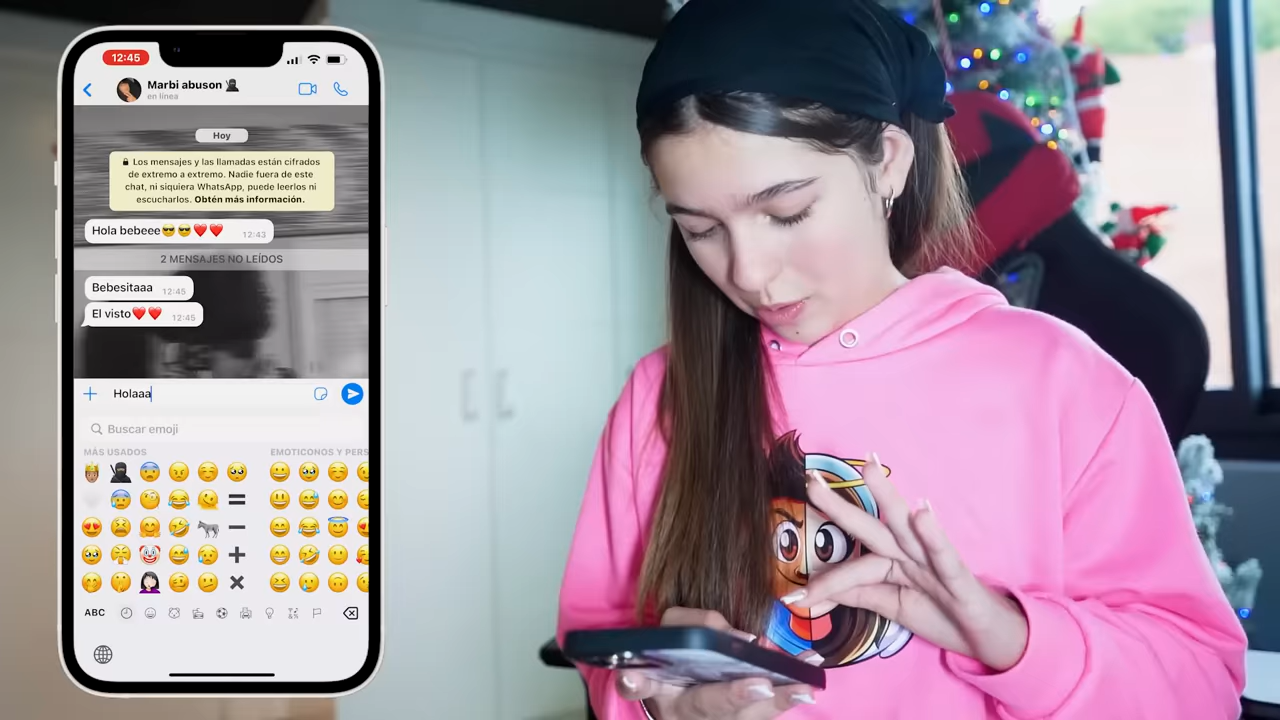 12:45
Marbi abuson
en línea
Hoy
Los mensajes y las llamadas están cifrados
de extremo a extremo. Nadie fuera de este
chat, ni siquiera WhatsApp, puede leerlos ni
escucharlos. Obtén más información.
Hola bebeee 12:43
2 MENSAJES NO LEÍDOS
Bebesitaaa 12:45
El visto 12:45
Holaaa
Buscar emoji
MÁS USADOS EMOTICONOS Y PERS
ABC